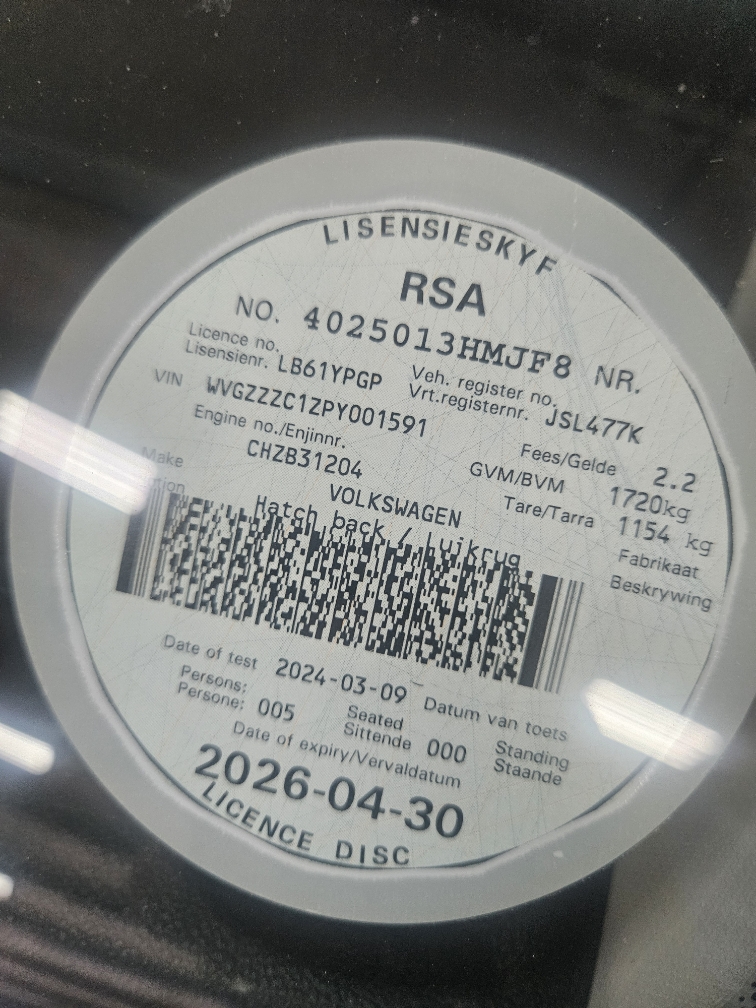 LISENSIESKYF
RSA
NO. 4025013HMJF8 NR.
Licence no. Veh. register no.
Lisensienr. LB61YPGP Vrt.registernr. JSL477K
VIN WVGZZZC1ZPY001591 Fees/Gelde 2.2
Engine no./Enjinnr. GVM/BVM 1720kg
CHZB31204 Tare/Tarra 1154 kg
Make VOLKSWAGEN Fabrikaat
Hatch back / Luikrug Beskrywing
Date of test 2024-03-09 Datum van toets
Persons: Seated Standing
Persone: 005 Sittende 000 Staande
Date of expiry/Vervaldatum
2026-04-30
LICENCE DISC